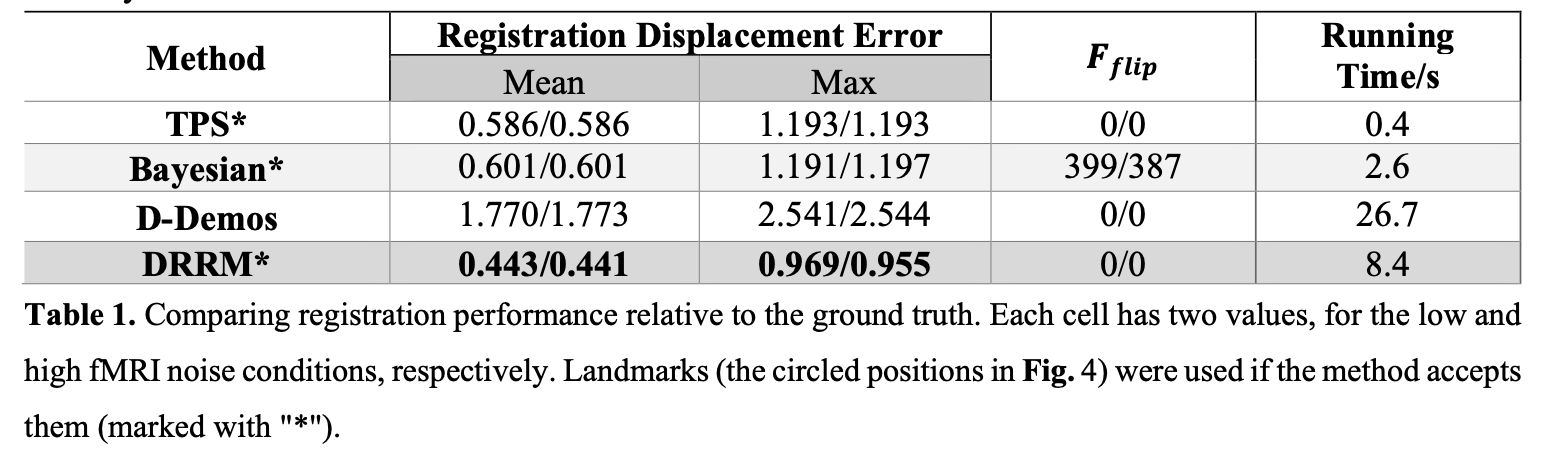 Method Registration Displacement Error F_flip Running Time/s
Mean Max
TPS* 0.586/0.586 1.193/1.193 0/0 0.4
Bayesian* 0.601/0.601 1.191/1.197 399/387 2.6
D-Demos 1.770/1.773 2.541/2.544 0/0 26.7
DRRM* 0.443/0.441 0.969/0.955 0/0 8.4
Table 1. Comparing registration performance relative to the ground truth. Each cell has two values, for the low and
high fMRI noise conditions, respectively. Landmarks (the circled positions in Fig. 4) were used if the method accepts
them (marked with "*").